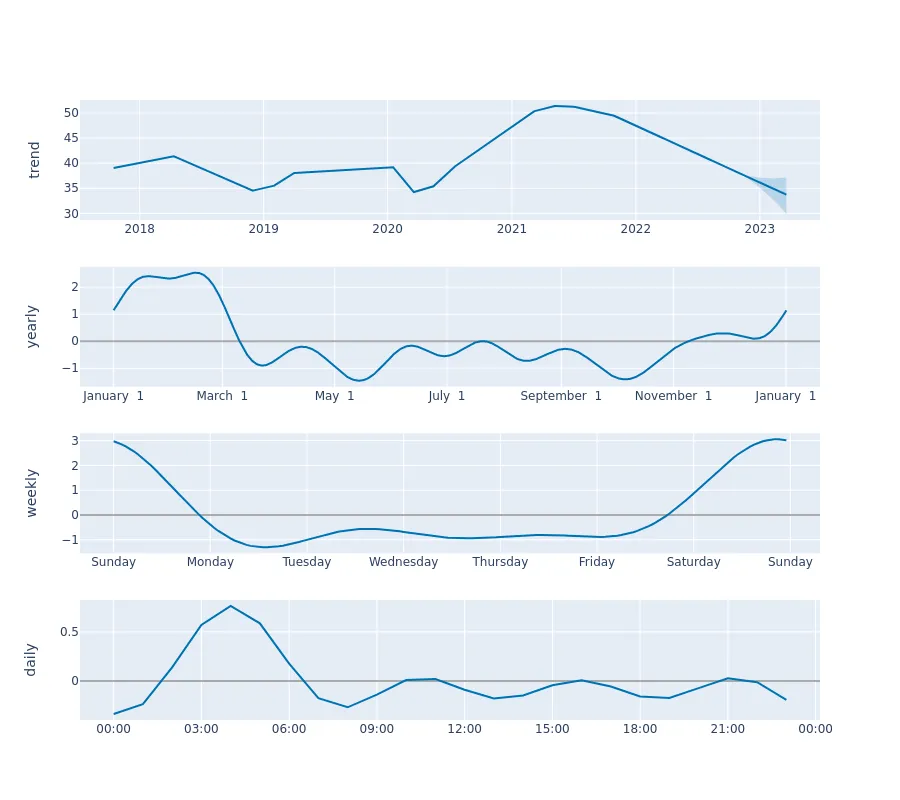 trend
50
45
40
35
30
2018 2019 2020 2021 2022 2023
yearly
2
1
0
−1
January 1 March 1 May 1 July 1 September 1 November 1 January 1
weekly
3
2
1
0
−1
Sunday Monday Tuesday Wednesday Thursday Friday Saturday Sunday
daily
0.5
0
00:00 03:00 06:00 09:00 12:00 15:00 18:00 21:00 00:00